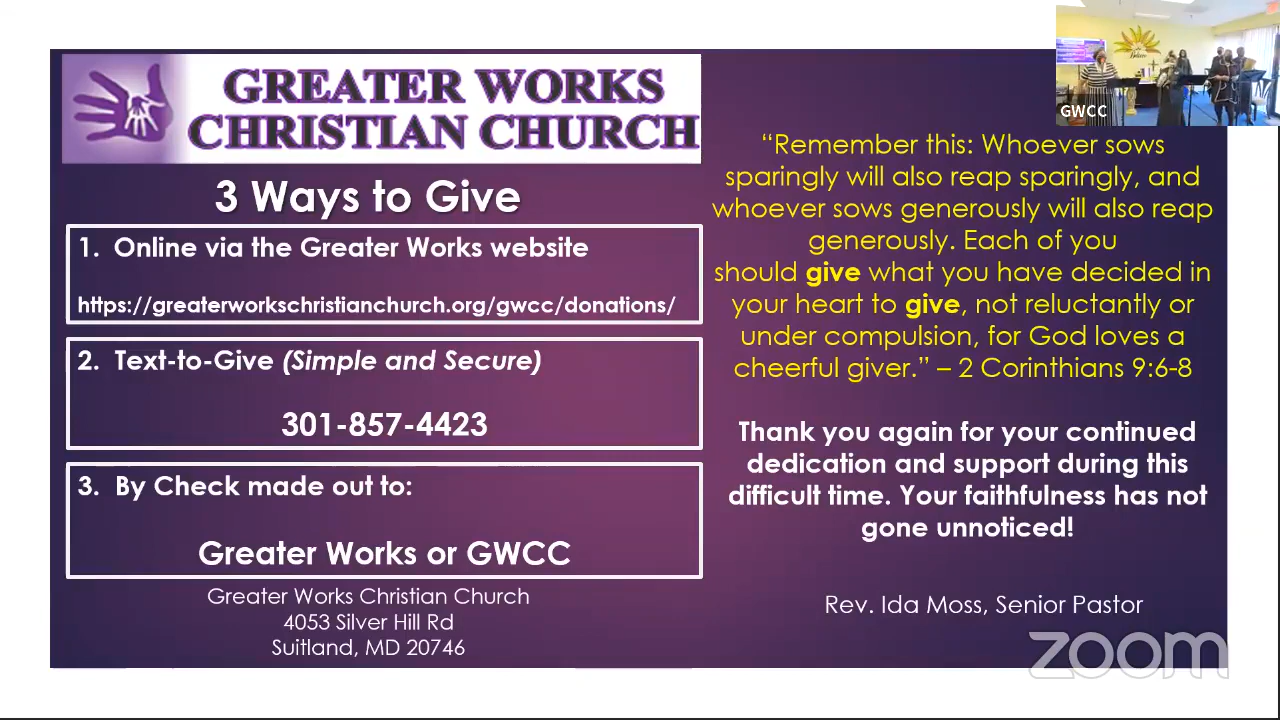 GREATER WORKS
CHRISTIAN CHURCH
3 Ways to Give
1. Online via the Greater Works website
https://greaterworkschristianchurch.org/gwcc/donations/
2. Text-to-Give (Simple and Secure)
301-857-4423
3. By Check made out to:
Greater Works or GWCC
Greater Works Christian Church
4053 Silver Hill Rd
Suitland, MD 20746
GWCC
“Remember this: Whoever sows
sparingly will also reap sparingly, and
whoever sows generously will also reap
generously. Each of you
should give what you have decided in
your heart to give, not reluctantly or
under compulsion, for God loves a
cheerful giver.” – 2 Corinthians 9:6-8
Thank you again for your continued
dedication and support during this
difficult time. Your faithfulness has not
gone unnoticed!
Rev. Ida Moss, Senior Pastor
zoom